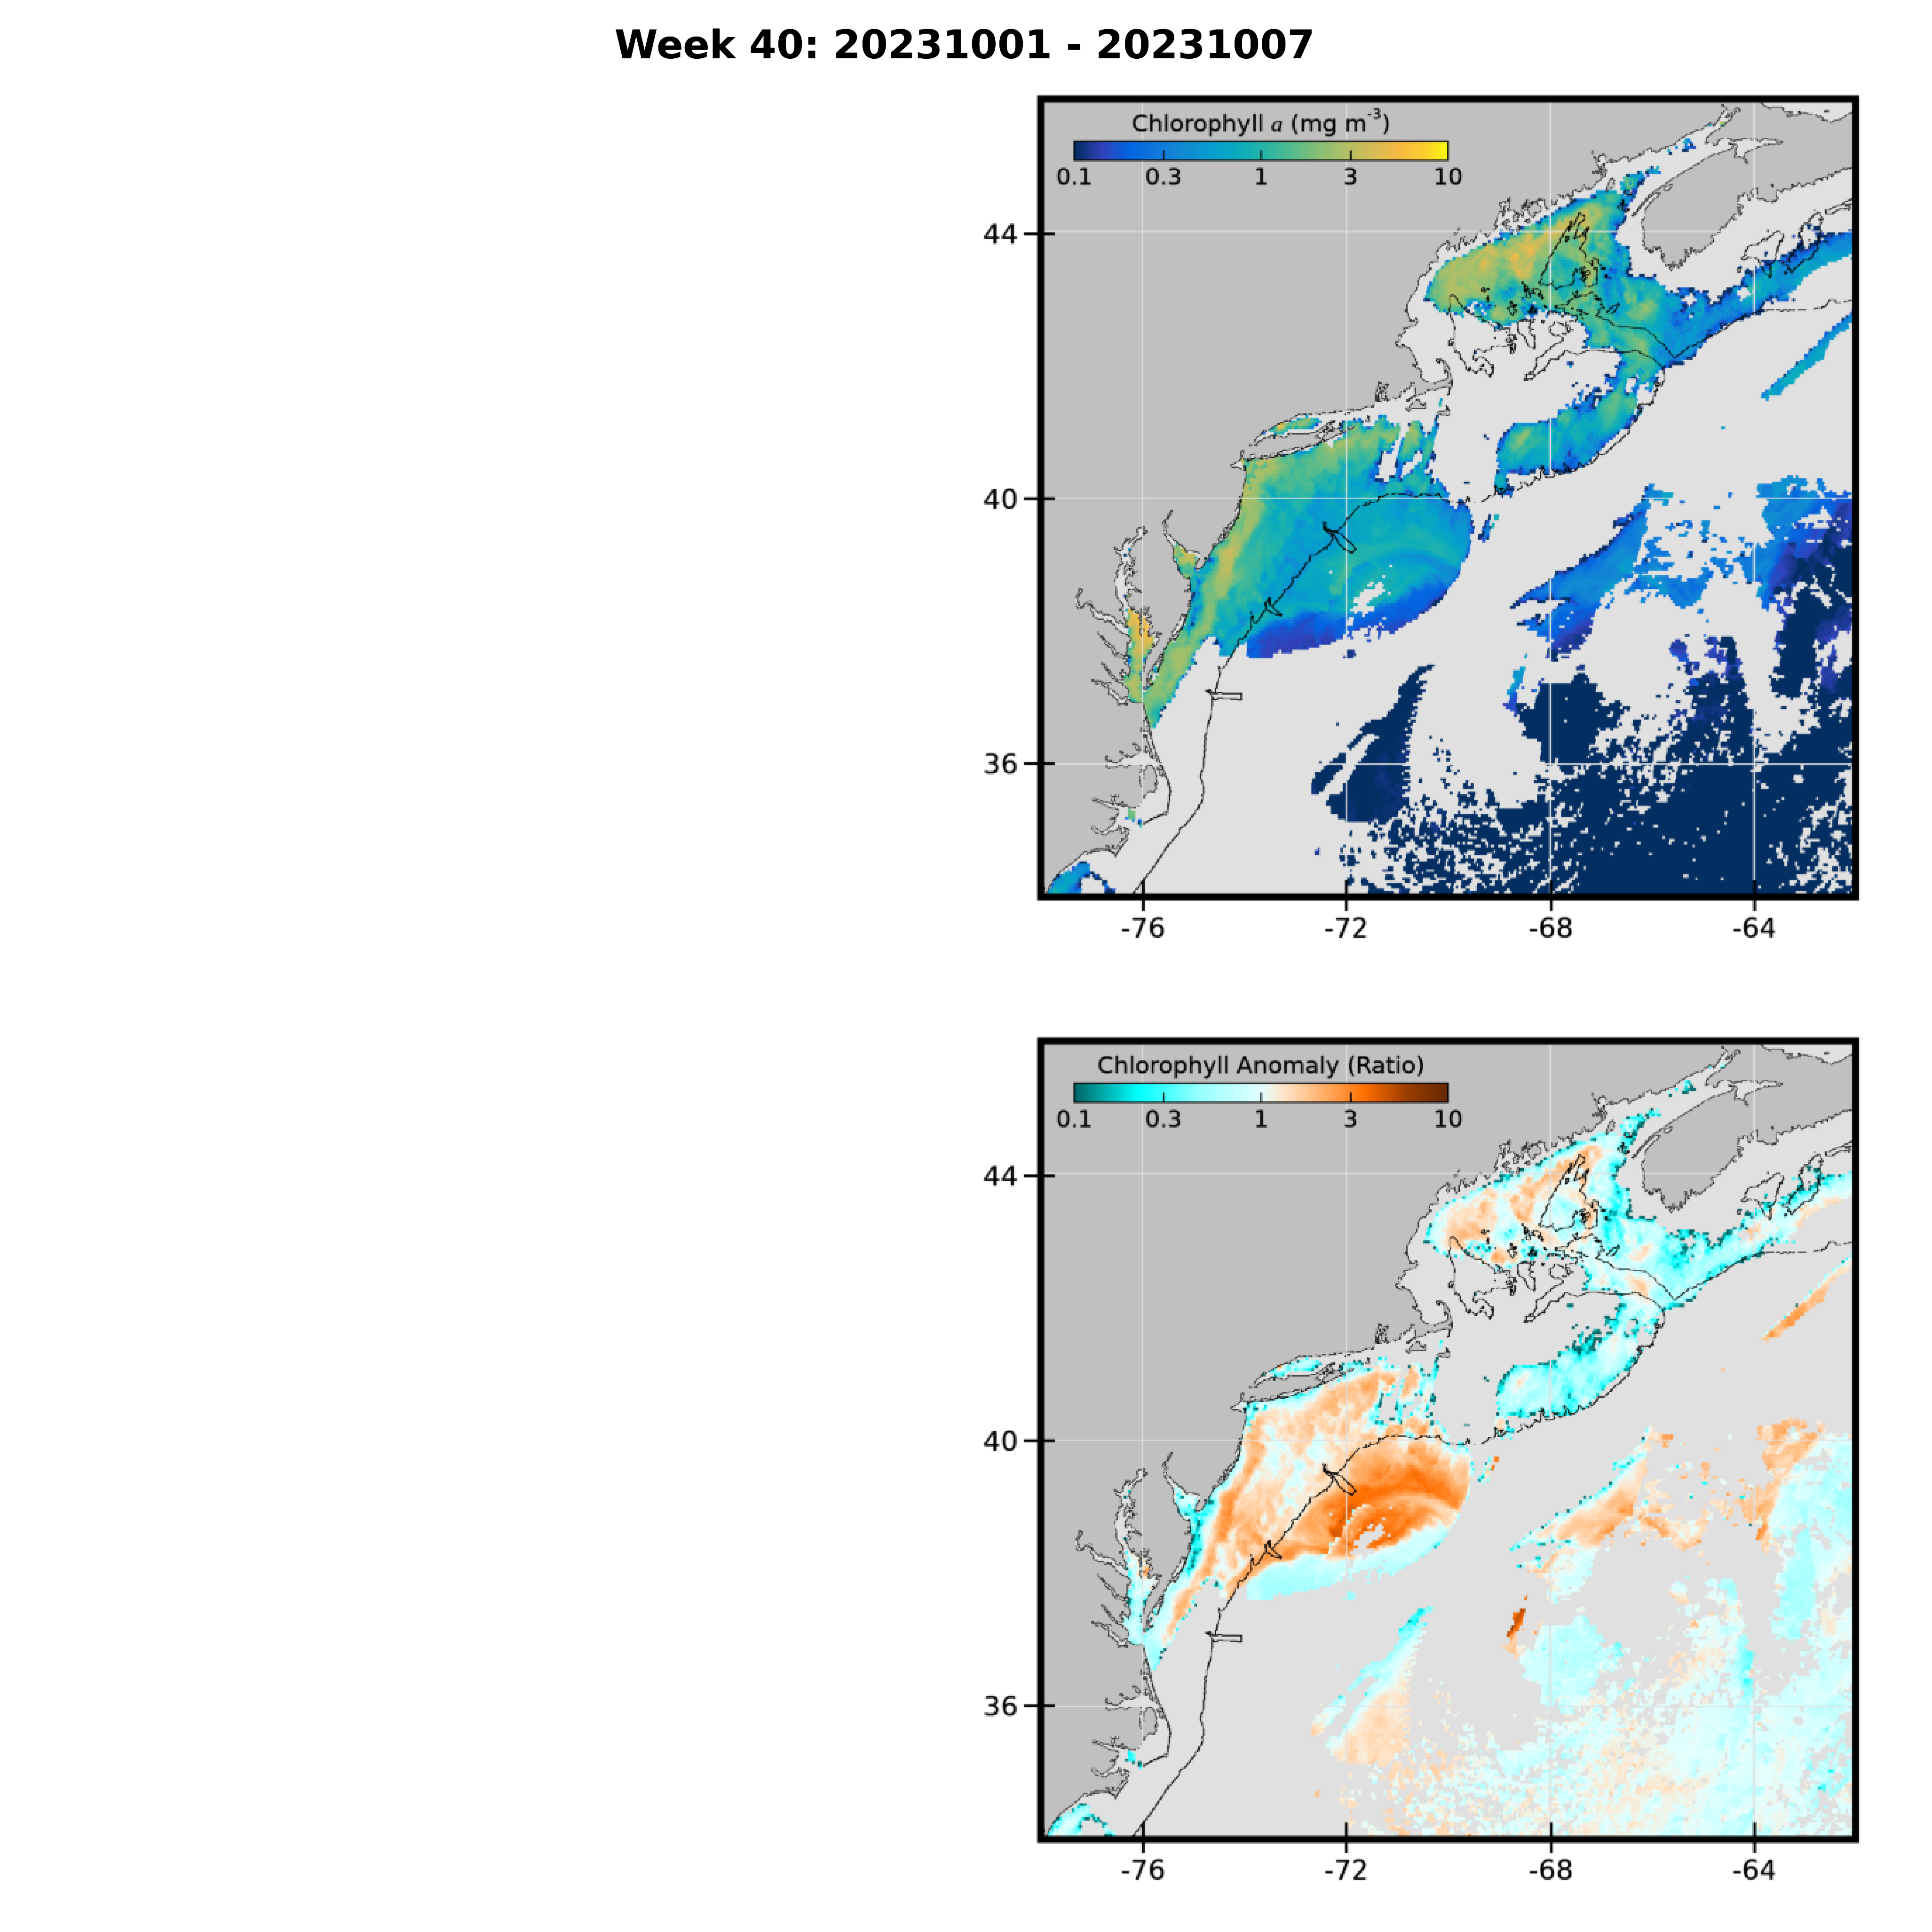 Week 40: 20231001 - 20231007
Chlorophyll a (mg m-3)
0.1 0.3 1 3 10
44
40
36
-76 -72 -68 -64
Chlorophyll Anomaly (Ratio)
0.1 0.3 1 3 10
44
40
36
-76 -72 -68 -64